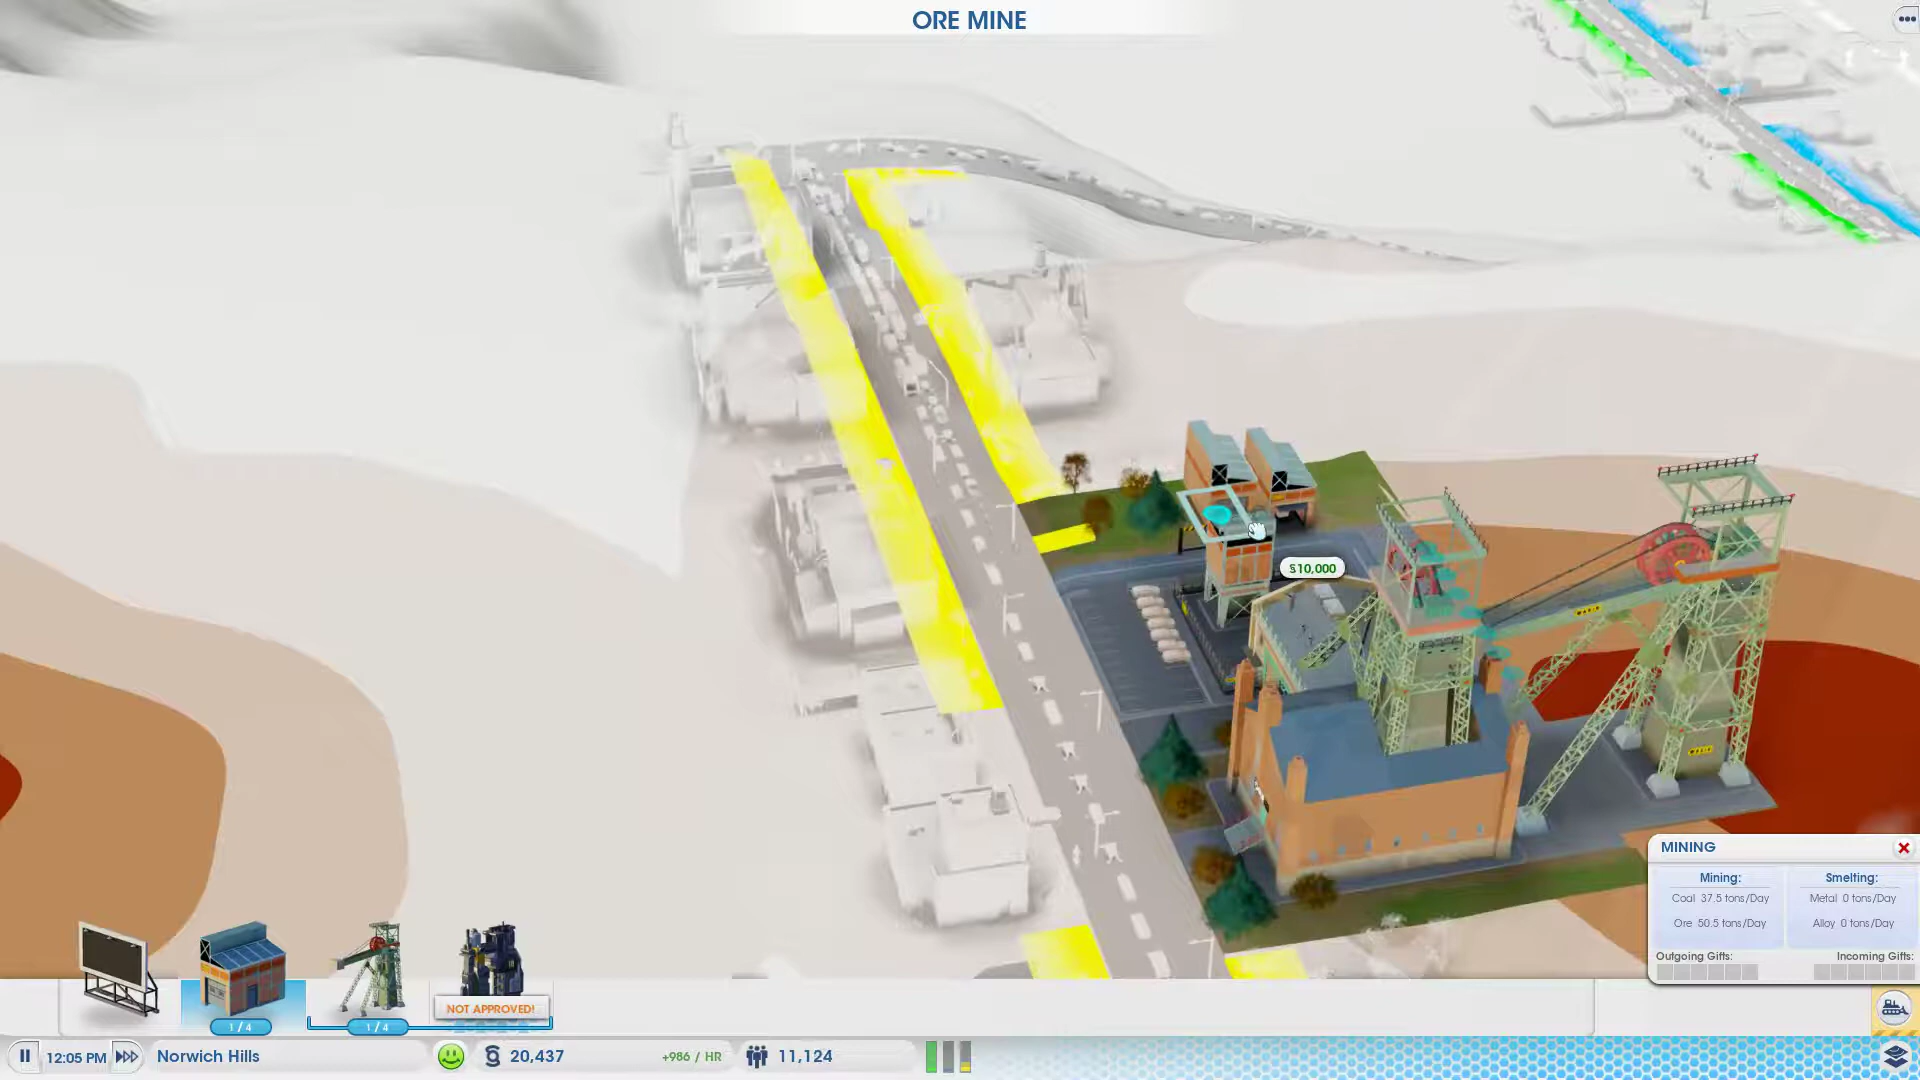 ORE MINE
§10,000
MINING
Mining:
Smelting:
Coal 37.5 tons/Day
Metal 0 tons/Day
Ore 50.5 tons/Day
Alloy 0 tons/Day
Outgoing Gifts:
Incoming Gifts:
NOT APPROVED!
1 / 4
1 / 4
12:05 PM
Norwich Hills
20,437
+986 / HR
11,124